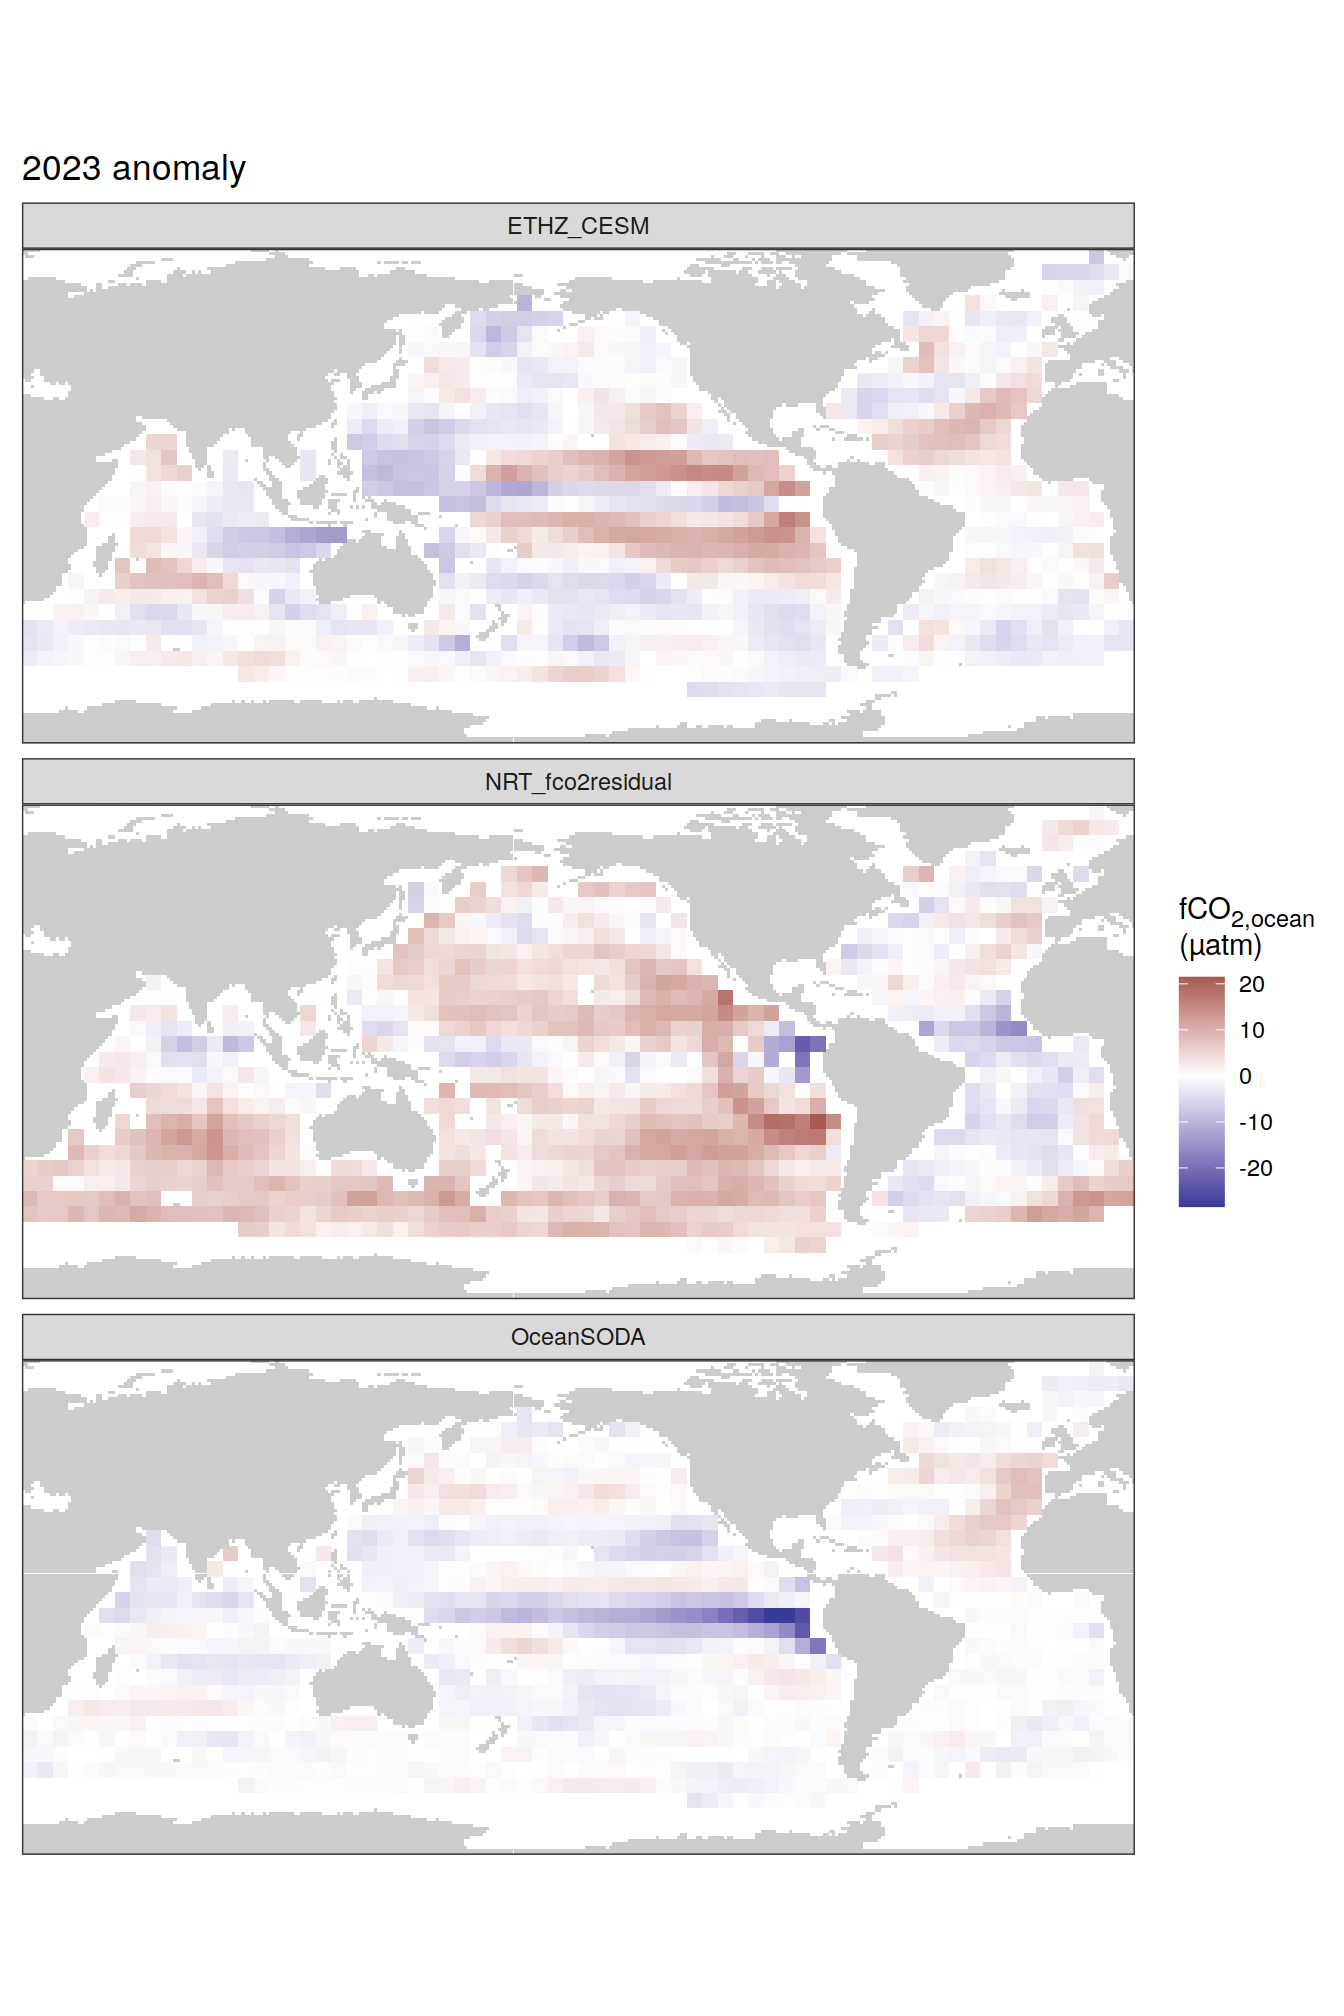 2023 anomaly
ETHZ_CESM
NRT_fco2residual
fCO2,ocean
(µatm)
20
10
0
-10
-20
OceanSODA